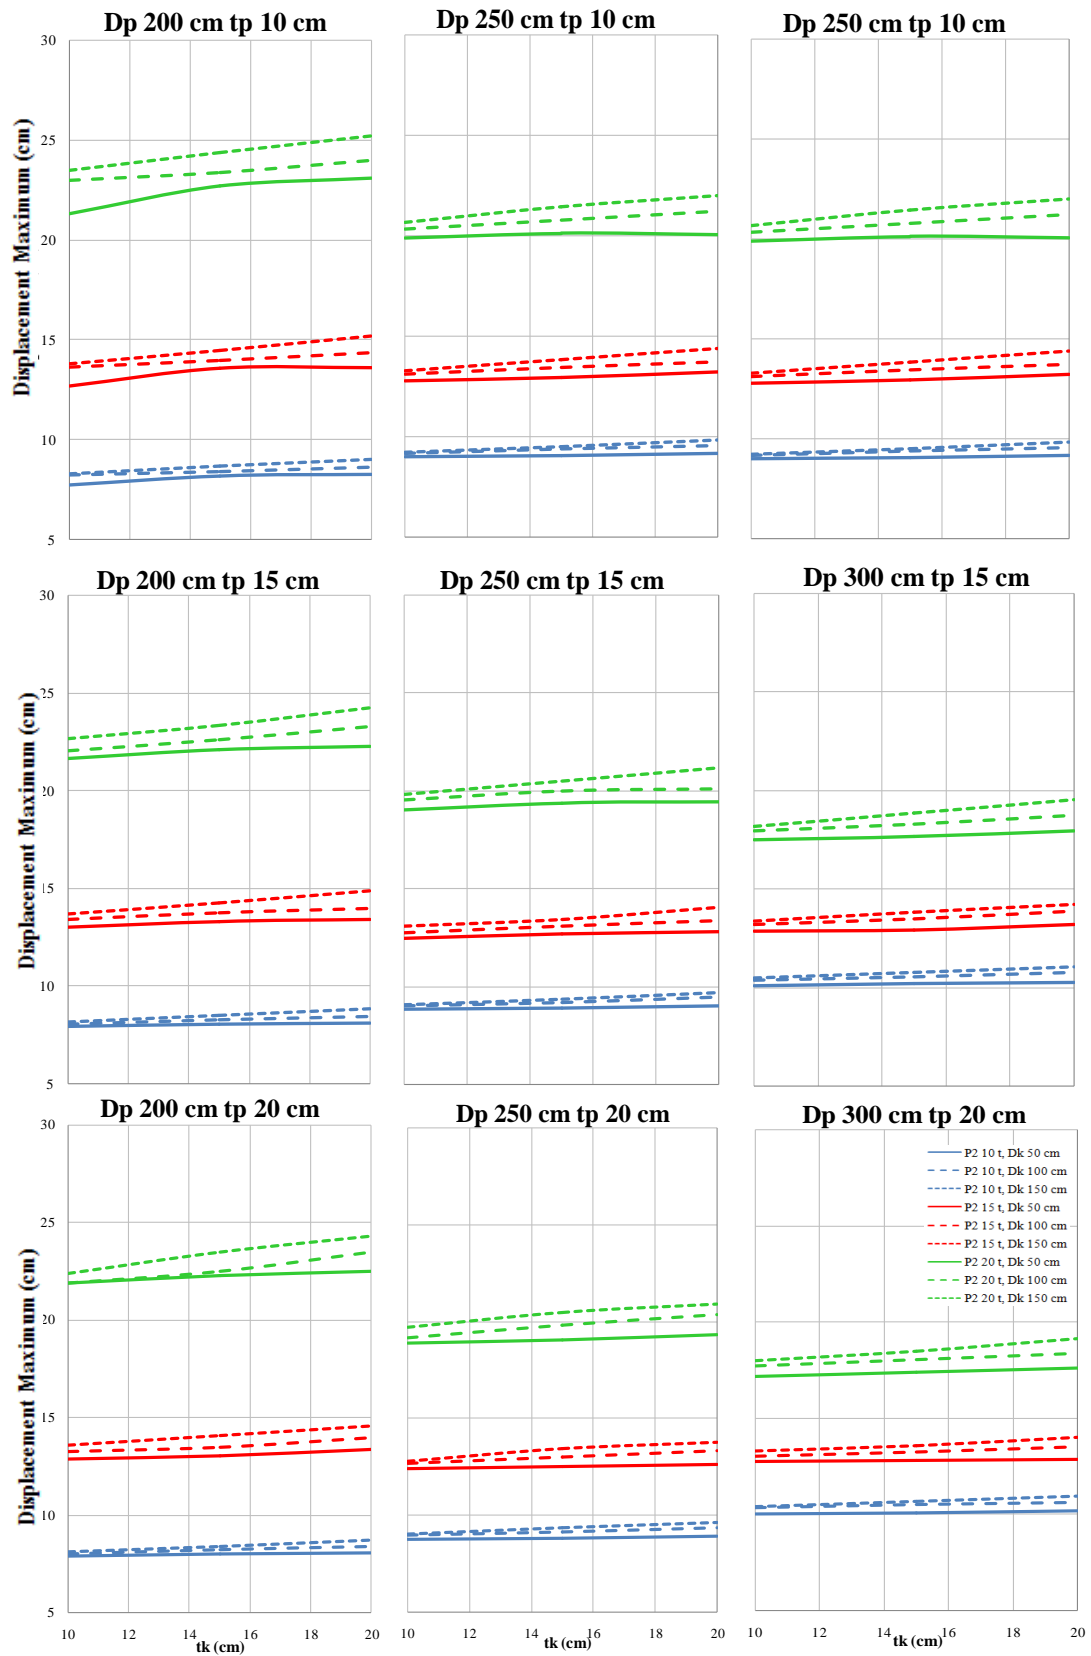 Dp 200 cm tp 10 cm
Dp 250 cm tp 10 cm
Dp 250 cm tp 10 cm
Displacement Maximum (cm)
30
25
20
15
10
5
Dp 200 cm tp 15 cm
Dp 250 cm tp 15 cm
Dp 300 cm tp 15 cm
Displacement Maximum (cm)
30
25
20
15
10
5
Dp 200 cm tp 20 cm
Dp 250 cm tp 20 cm
Dp 300 cm tp 20 cm
Displacement Maximum (cm)
30
25
20
15
10
5
P2 10 t, Dk 50 cm
P2 10 t, Dk 100 cm
P2 10 t, Dk 150 cm
P2 15 t, Dk 50 cm
P2 15 t, Dk 100 cm
P2 15 t, Dk 150 cm
P2 20 t, Dk 50 cm
P2 20 t, Dk 100 cm
P2 20 t, Dk 150 cm
10 12 14 16 18 20
10 12 14 16 18 20
10 12 14 16 18 20
tk (cm)
tk (cm)
tk (cm)